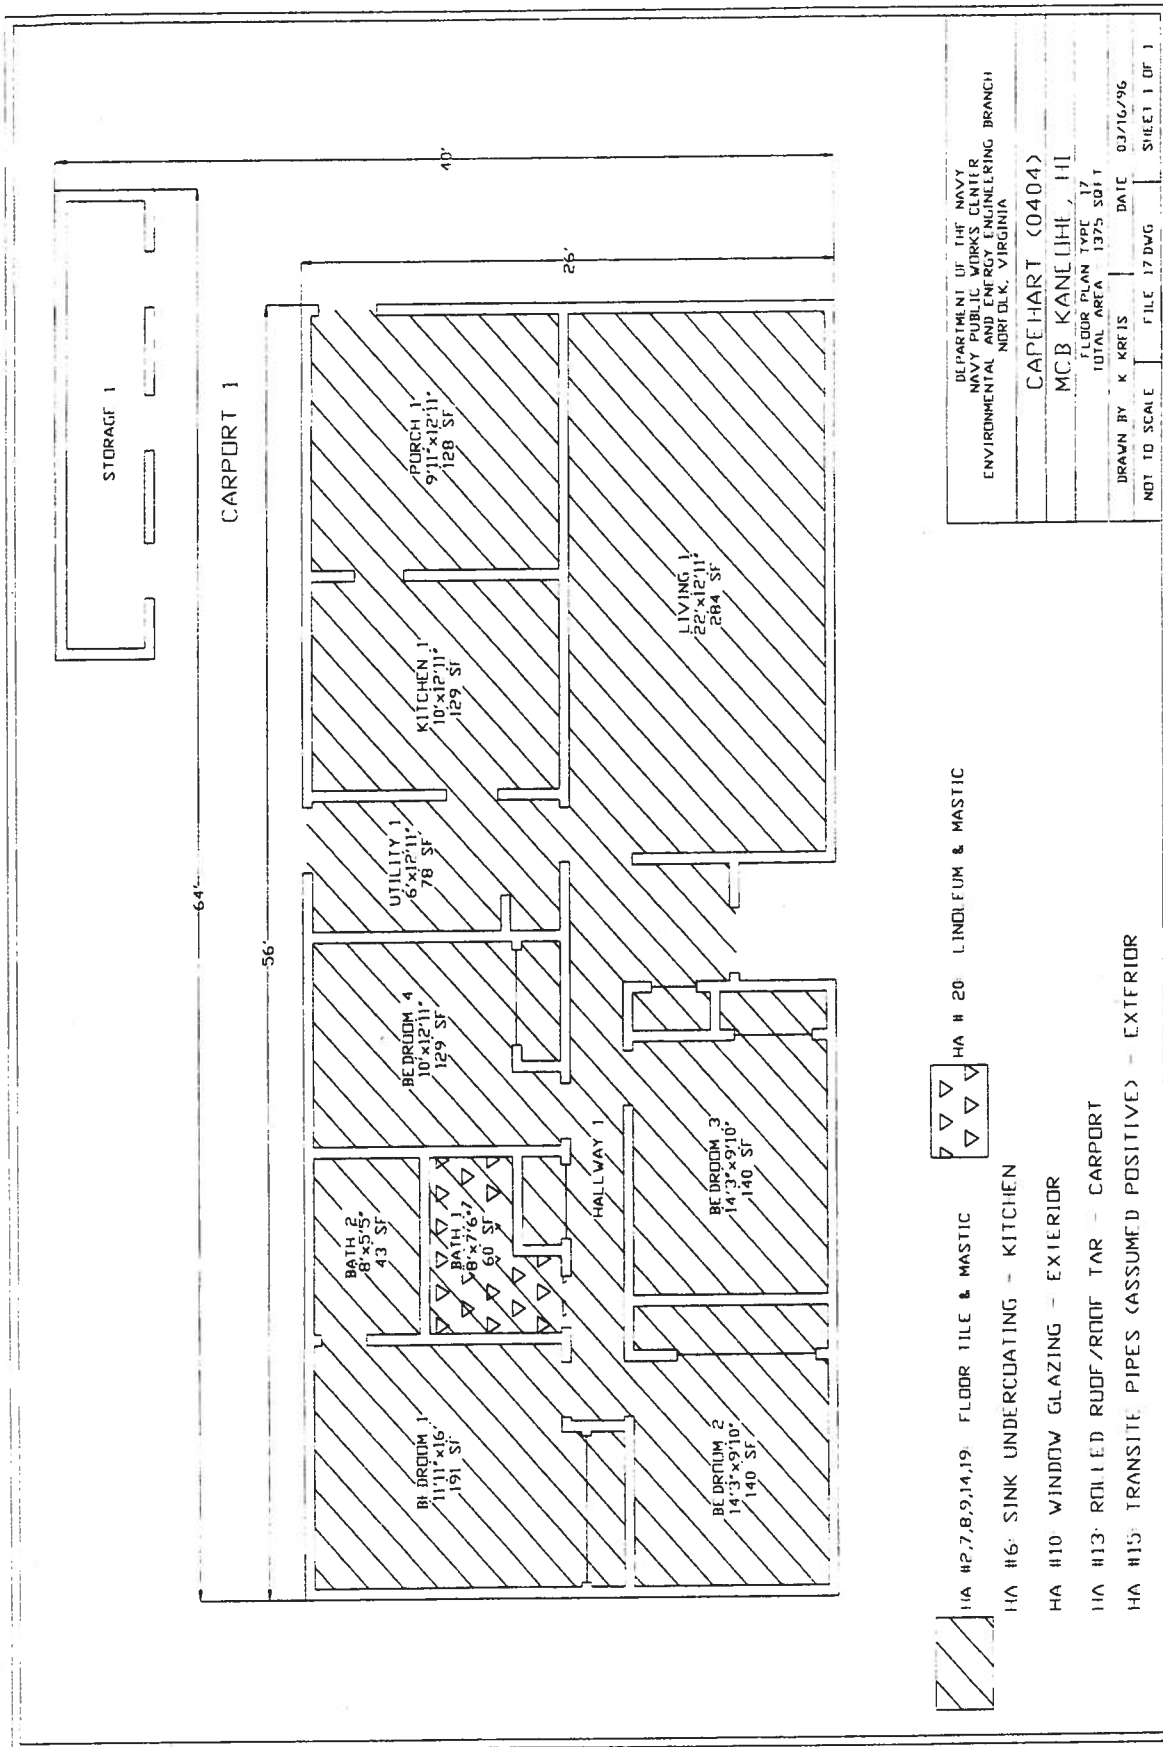 STORAGE 1
CARPORT 1
40'
64'
56'
26'
BEDROOM 1
11'11"x16'
191 SF
BATH 2
8'x5'5"
43 SF
BATH 1
8'x7'6"
60 SF
BEDROOM 4
10'x12'11"
129 SF
UTILITY 1
6'x12'11"
78 SF
KITCHEN 1
10'x12'11"
129 SF
PORCH 1
9'11"x12'11"
128 SF
HALLWAY 1
BEDROOM 2
14'3"x9'10"
140 SF
BEDROOM 3
14'3"x9'10"
140 SF
LIVING 1
22'x12'11"
284 SF
HA #2,7,8,9,14,19: FLOOR TILE & MASTIC
HA # 20: LINOLEUM & MASTIC
HA #6: SINK UNDERCOATING - KITCHEN
HA #10: WINDOW GLAZING - EXTERIOR
HA #13: ROLLED ROOF/ROOF TAR - CARPORT
HA #15: TRANSITE PIPES (ASSUMED POSITIVE) - EXTERIOR
DEPARTMENT OF THE NAVY
NAVY PUBLIC WORKS CENTER
ENVIRONMENTAL AND ENERGY ENGINEERING BRANCH
NORFOLK, VIRGINIA
CAPEHART (0404)
MCB KANEOHE, HI
FLOOR PLAN TYPE 17
TOTAL AREA 1375 SQFT
DRAWN BY K KREIS DATE 03/16/96
NOT TO SCALE FILE 17 DWG SHEET 1 OF 1